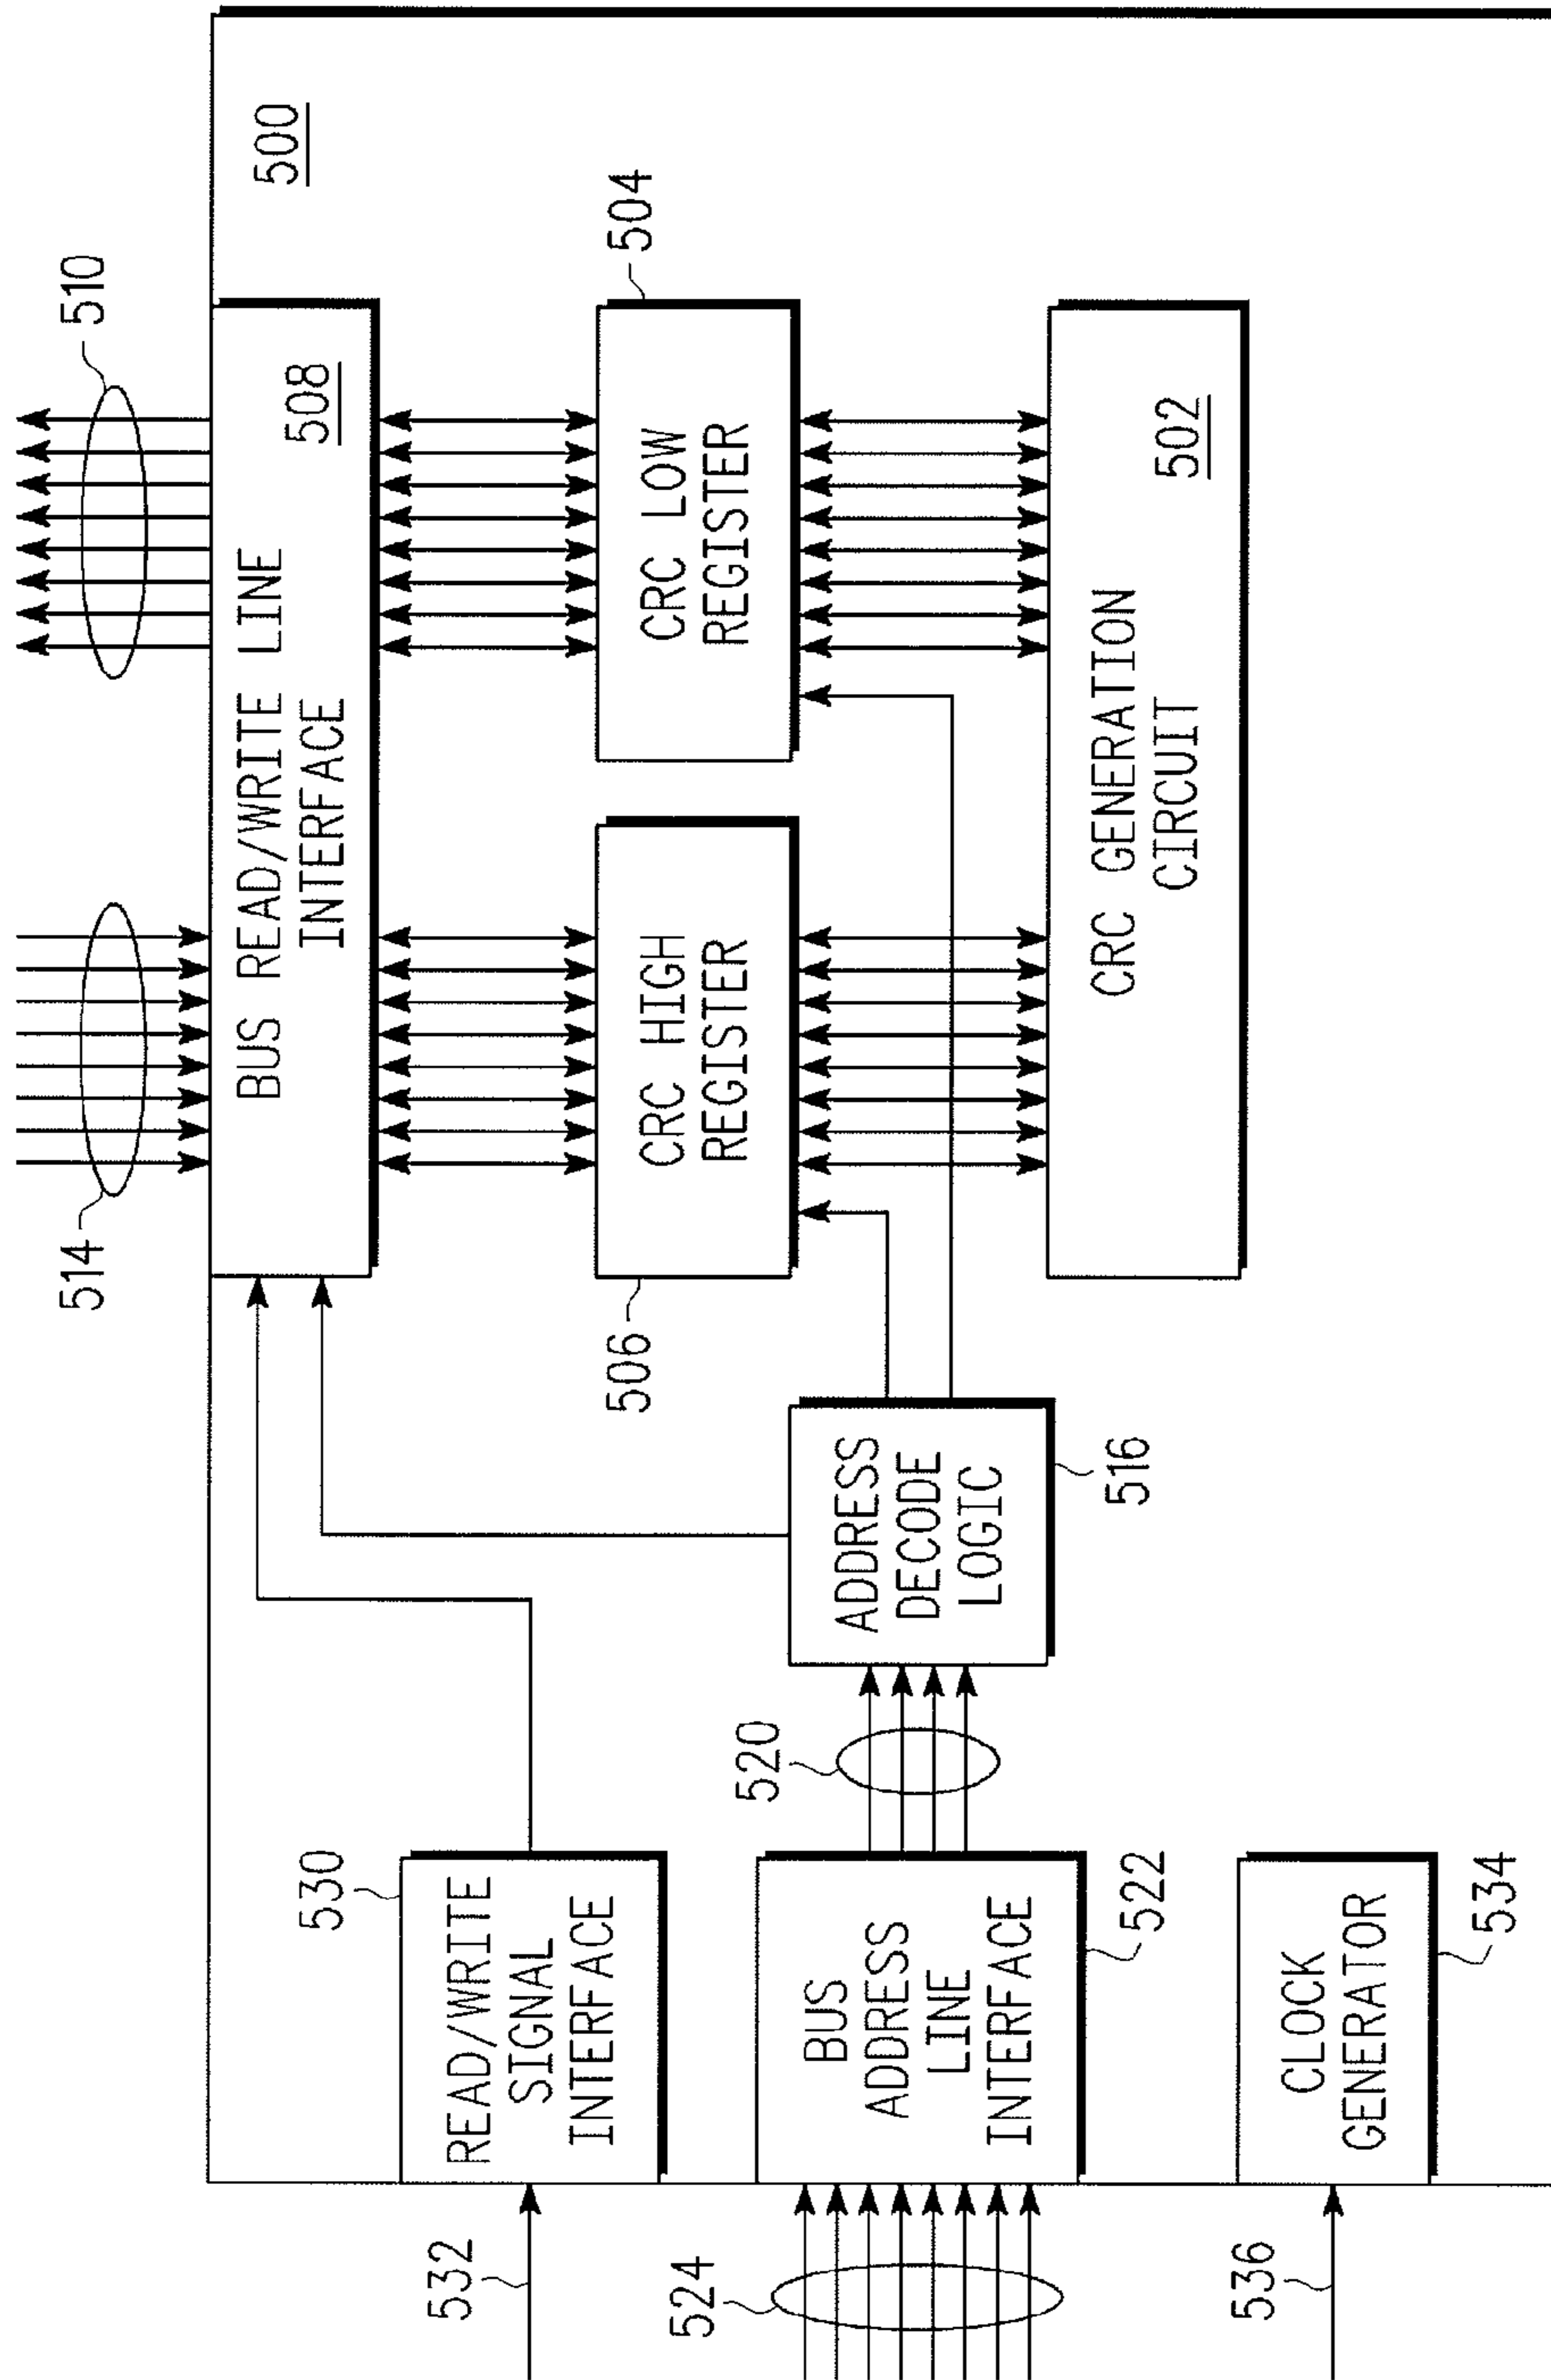 500
510
514
BUS READ/WRITE LINE
INTERFACE
508
504
CRC LOW
REGISTER
CRC HIGH
REGISTER
506
CRC GENERATION
CIRCUIT
502
ADDRESS
DECODE
LOGIC
516
520
530
READ/WRITE
SIGNAL
INTERFACE
532
BUS
ADDRESS
LINE
INTERFACE
522
524
CLOCK
GENERATOR
534
536